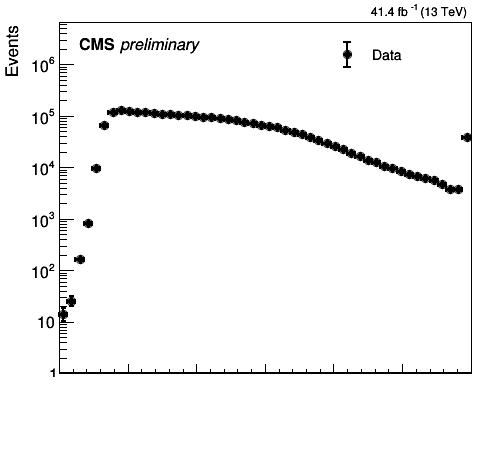 41.4 fb⁻¹ (13 TeV)
Events
CMS preliminary
Data
10⁶
10⁵
10⁴
10³
10²
10
1